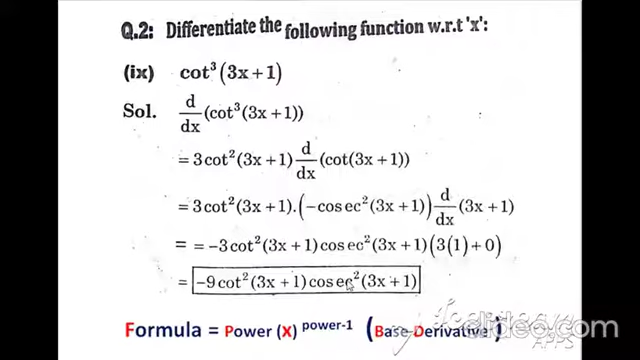 Q.2: Differentiate the following function w.r.t 'x':
(ix) cot³(3x+1)
Sol. d/dx (cot³(3x+1))
= 3cot²(3x+1) d/dx (cot(3x+1))
= 3cot²(3x+1).(−cosec²(3x+1)) d/dx (3x+1)
= = −3cot²(3x+1)cosec²(3x+1)(3(1)+0)
= −9cot²(3x+1)cosec²(3x+1)
Formula = Power (x) power-1 (Base Derivative)
APPS